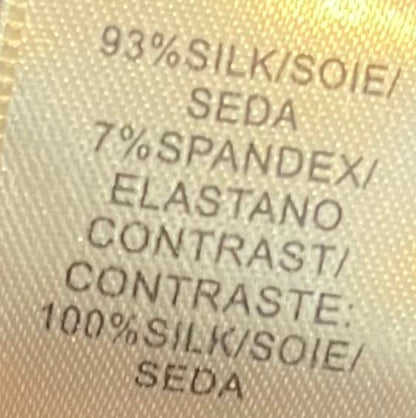 93%SILK/SOIE/
SEDA
7%SPANDEX/
ELASTANO
CONTRAST/
CONTRASTE:
100%SILK/SOIE/
SEDA